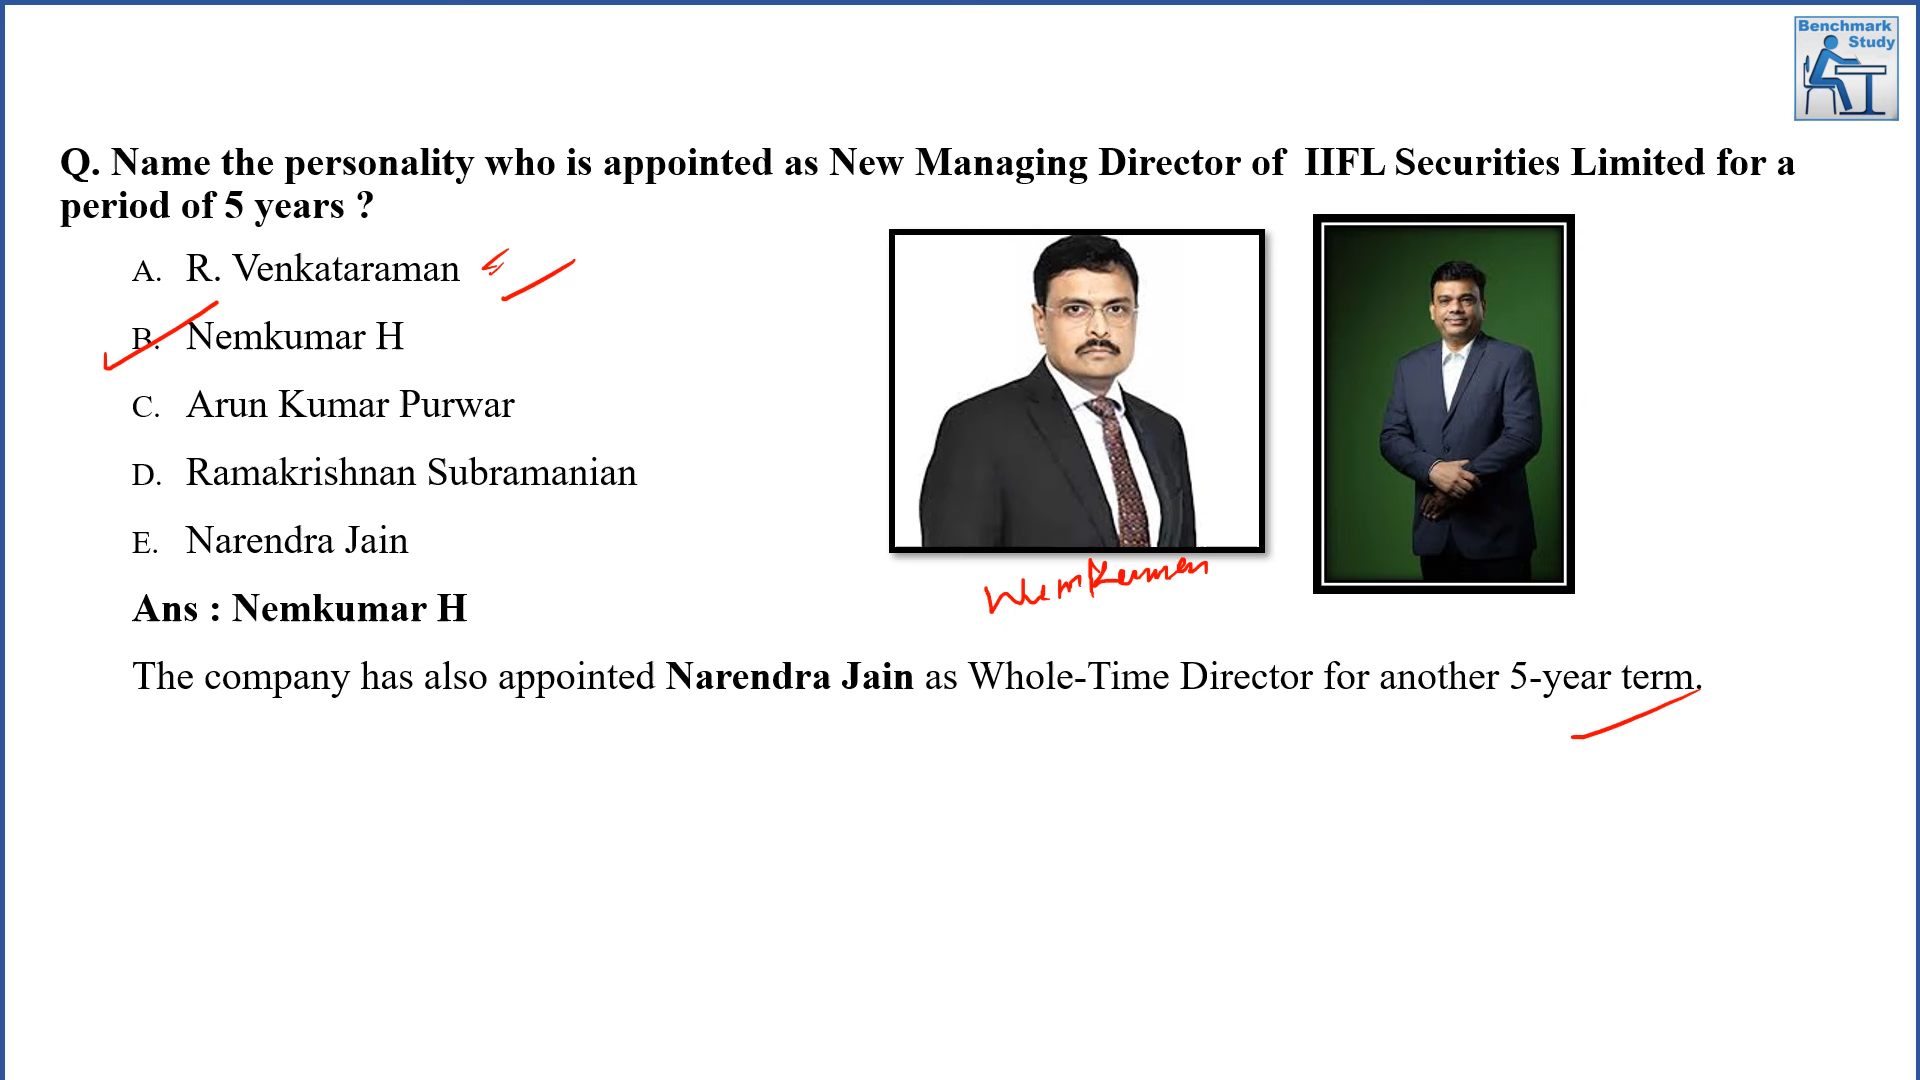 Benchmark
Study
Q. Name the personality who is appointed as New Managing Director of IIFL Securities Limited for a
period of 5 years ?
A. R. Venkataraman
B. Nemkumar H
C. Arun Kumar Purwar
D. Ramakrishnan Subramanian
E. Narendra Jain
Nemkumar
Ans : Nemkumar H
The company has also appointed Narendra Jain as Whole-Time Director for another 5-year term.